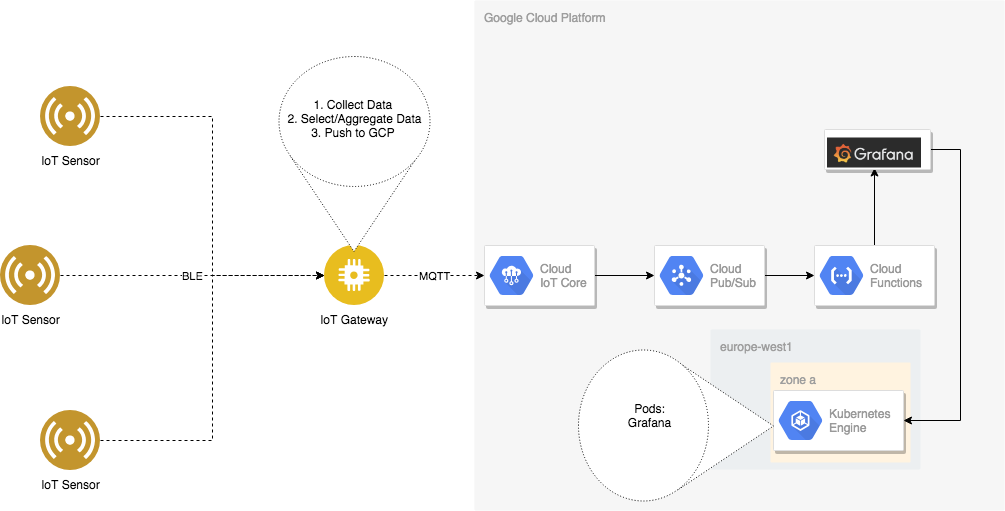 Google Cloud Platform
1. Collect Data
2. Select/Aggregate Data
3. Push to GCP
IoT Sensor
Grafana
BLE
MQTT
Cloud
IoT Core
Cloud
Pub/Sub
Cloud
Functions
IoT Sensor
IoT Gateway
europe-west1
zone a
Pods:
Grafana
Kubernetes
Engine
IoT Sensor